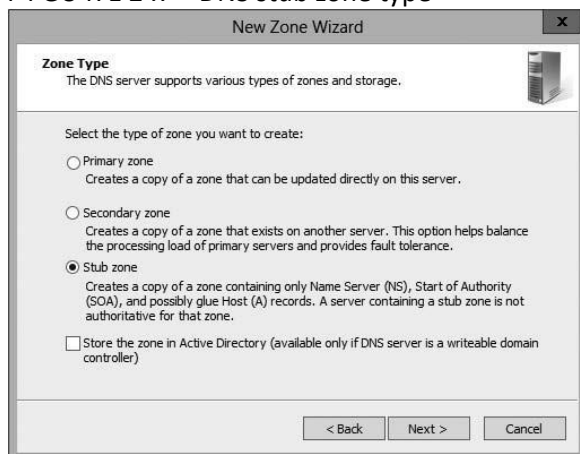 DNS stub zone type
New Zone Wizard
x
Zone Type
The DNS server supports various types of zones and storage.
Select the type of zone you want to create:
Primary zone
Creates a copy of a zone that can be updated directly on this server.
Secondary zone
Creates a copy of a zone that exists on another server. This option helps balance
the processing load of primary servers and provides fault tolerance.
Stub zone
Creates a copy of a zone containing only Name Server (NS), Start of Authority
(SOA), and possibly glue Host (A) records. A server containing a stub zone is not
authoritative for that zone.
Store the zone in Active Directory (available only if DNS server is a writeable domain
controller)
< Back Next > Cancel